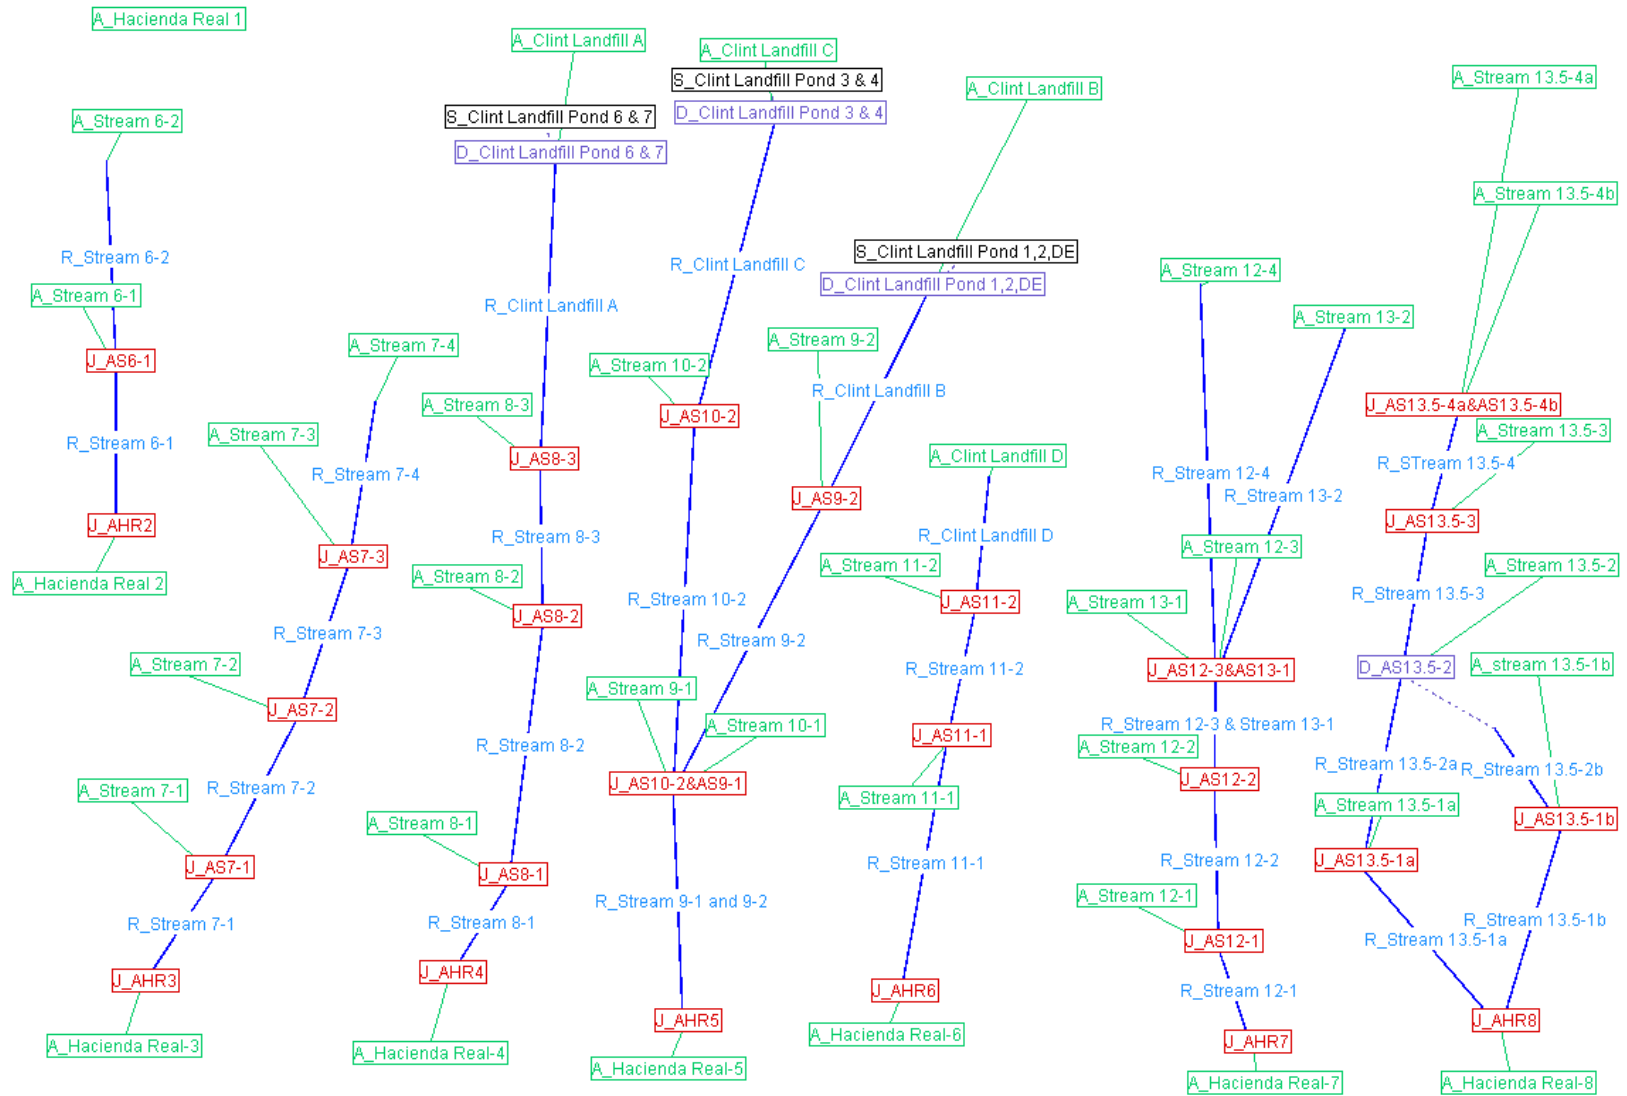 A_Hacienda Real 1
A_Stream 6-2
R_Stream 6-2
A_Stream 6-1
J_AS6-1
R_Stream 6-1
J_AHR2
A_Hacienda Real 2
A_Stream 7-4
A_Stream 7-3
R_Stream 7-4
J_AS7-3
R_Stream 7-3
A_Stream 7-2
J_AS7-2
R_Stream 7-2
A_Stream 7-1
J_AS7-1
R_Stream 7-1
J_AHR3
A_Hacienda Real-3
A_Clint Landfill A
S_Clint Landfill Pond 6 & 7
D_Clint Landfill Pond 6 & 7
R_Clint Landfill A
A_Stream 8-3
J_AS8-3
R_Stream 8-3
A_Stream 8-2
J_AS8-2
R_Stream 8-2
A_Stream 8-1
J_AS8-1
R_Stream 8-1
J_AHR4
A_Hacienda Real-4
A_Clint Landfill C
S_Clint Landfill Pond 3 & 4
D_Clint Landfill Pond 3 & 4
R_Clint Landfill C
A_Stream 10-2
J_AS10-2
R_Stream 10-2
A_Clint Landfill B
S_Clint Landfill Pond 1,2,DE
D_Clint Landfill Pond 1,2,DE
A_Stream 9-2
R_Clint Landfill B
J_AS9-2
R_Stream 9-2
A_Stream 9-1
A_Stream 10-1
J_AS10-2&AS9-1
R_Stream 9-1 and 9-2
J_AHR5
A_Hacienda Real-5
A_Clint Landfill D
R_Clint Landfill D
A_Stream 11-2
J_AS11-2
R_Stream 11-2
J_AS11-1
A_Stream 11-1
R_Stream 11-1
J_AHR6
A_Hacienda Real-6
A_Stream 12-4
A_Stream 13-2
R_Stream 12-4
R_Stream 13-2
A_Stream 12-3
A_Stream 13-1
J_AS12-3&AS13-1
R_Stream 12-3 & Stream 13-1
A_Stream 12-2
J_AS12-2
R_Stream 12-2
A_Stream 12-1
J_AS12-1
R_Stream 12-1
J_AHR7
A_Hacienda Real-7
A_Stream 13.5-4a
A_Stream 13.5-4b
J_AS13.5-4a&AS13.5-4b
A_Stream 13.5-3
R_STream 13.5-4
J_AS13.5-3
A_Stream 13.5-2
R_Stream 13.5-3
D_AS13.5-2
A_stream 13.5-1b
R_Stream 13.5-2a
R_Stream 13.5-2b
A_Stream 13.5-1a
J_AS13.5-1b
J_AS13.5-1a
R_Stream 13.5-1b
R_Stream 13.5-1a
J_AHR8
A_Hacienda Real-8